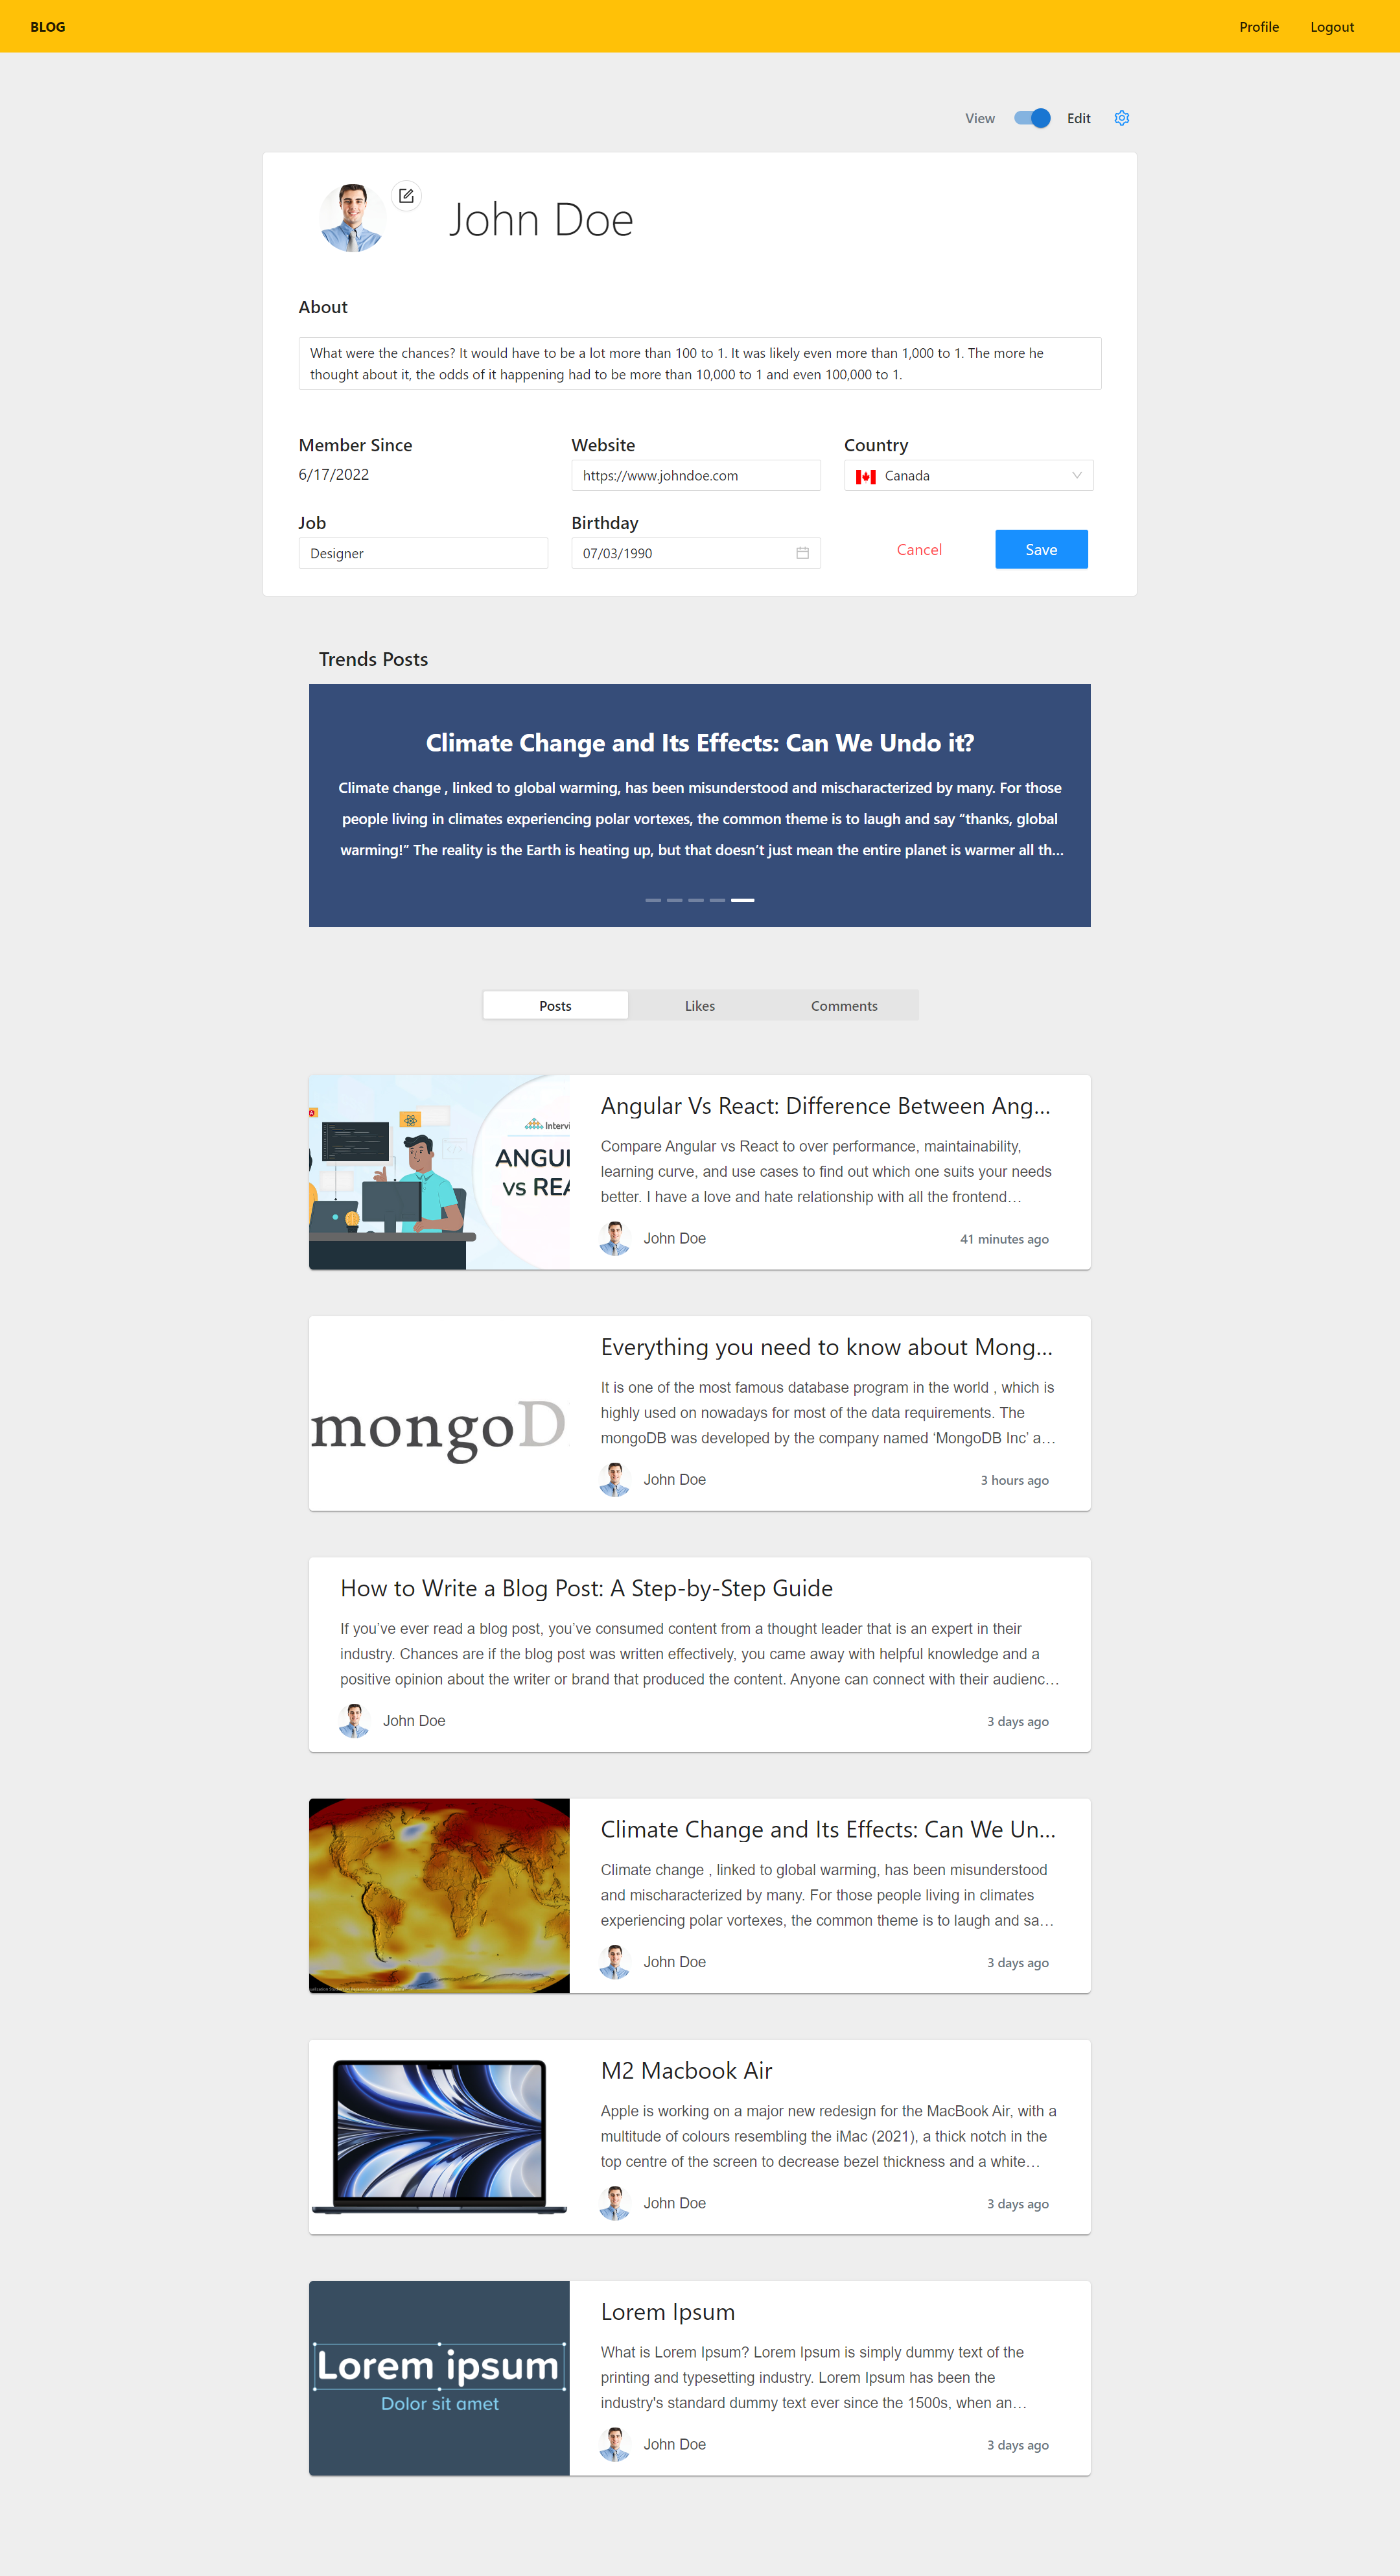 BLOG
Profile
Logout
View
Edit
John Doe
About
What were the chances? It would have to be a lot more than 100 to 1. It was likely even more than 1,000 to 1. The more he
thought about it, the odds of it happening had to be more than 10,000 to 1 and even 100,000 to 1.
Member Since
Website
Country
6/17/2022
https://www.johndoe.com
Canada
Job
Birthday
Designer
07/03/1990
Cancel
Save
Trends Posts
Climate Change and Its Effects: Can We Undo it?
Climate change , linked to global warming, has been misunderstood and mischaracterized by many. For those
people living in climates experiencing polar vortexes, the common theme is to laugh and say “thanks, global
warming!” The reality is the Earth is heating up, but that doesn’t just mean the entire planet is warmer all th...
Posts
Likes
Comments
Intervi
ANGUL
VS REA
Angular Vs React: Difference Between Ang...
Compare Angular vs React to over performance, maintainability,
learning curve, and use cases to find out which one suits your needs
better. I have a love and hate relationship with all the frontend...
John Doe
41 minutes ago
mongoD
Everything you need to know about Mong...
It is one of the most famous database program in the world , which is
highly used on nowadays for most of the data requirements. The
mongoDB was developed by the company named ‘MongoDB Inc’ a...
John Doe
3 hours ago
How to Write a Blog Post: A Step-by-Step Guide
If you’ve ever read a blog post, you’ve consumed content from a thought leader that is an expert in their
industry. Chances are if the blog post was written effectively, you came away with helpful knowledge and a
positive opinion about the writer or brand that produced the content. Anyone can connect with their audienc...
John Doe
3 days ago
Climate Change and Its Effects: Can We Un...
Climate change , linked to global warming, has been misunderstood
and mischaracterized by many. For those people living in climates
experiencing polar vortexes, the common theme is to laugh and sa...
John Doe
3 days ago
M2 Macbook Air
Apple is working on a major new redesign for the MacBook Air, with a
multitude of colours resembling the iMac (2021), a thick notch in the
top centre of the screen to decrease bezel thickness and a white...
John Doe
3 days ago
Lorem ipsum
Dolor sit amet
Lorem Ipsum
What is Lorem Ipsum? Lorem Ipsum is simply dummy text of the
printing and typesetting industry. Lorem Ipsum has been the
industry's standard dummy text ever since the 1500s, when an...
John Doe
3 days ago